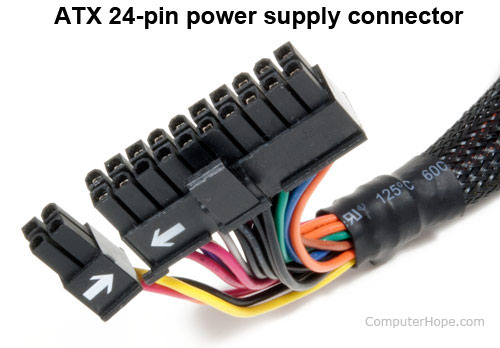 ATX 24-pin power supply connector
125°C 600
ComputerHope.com